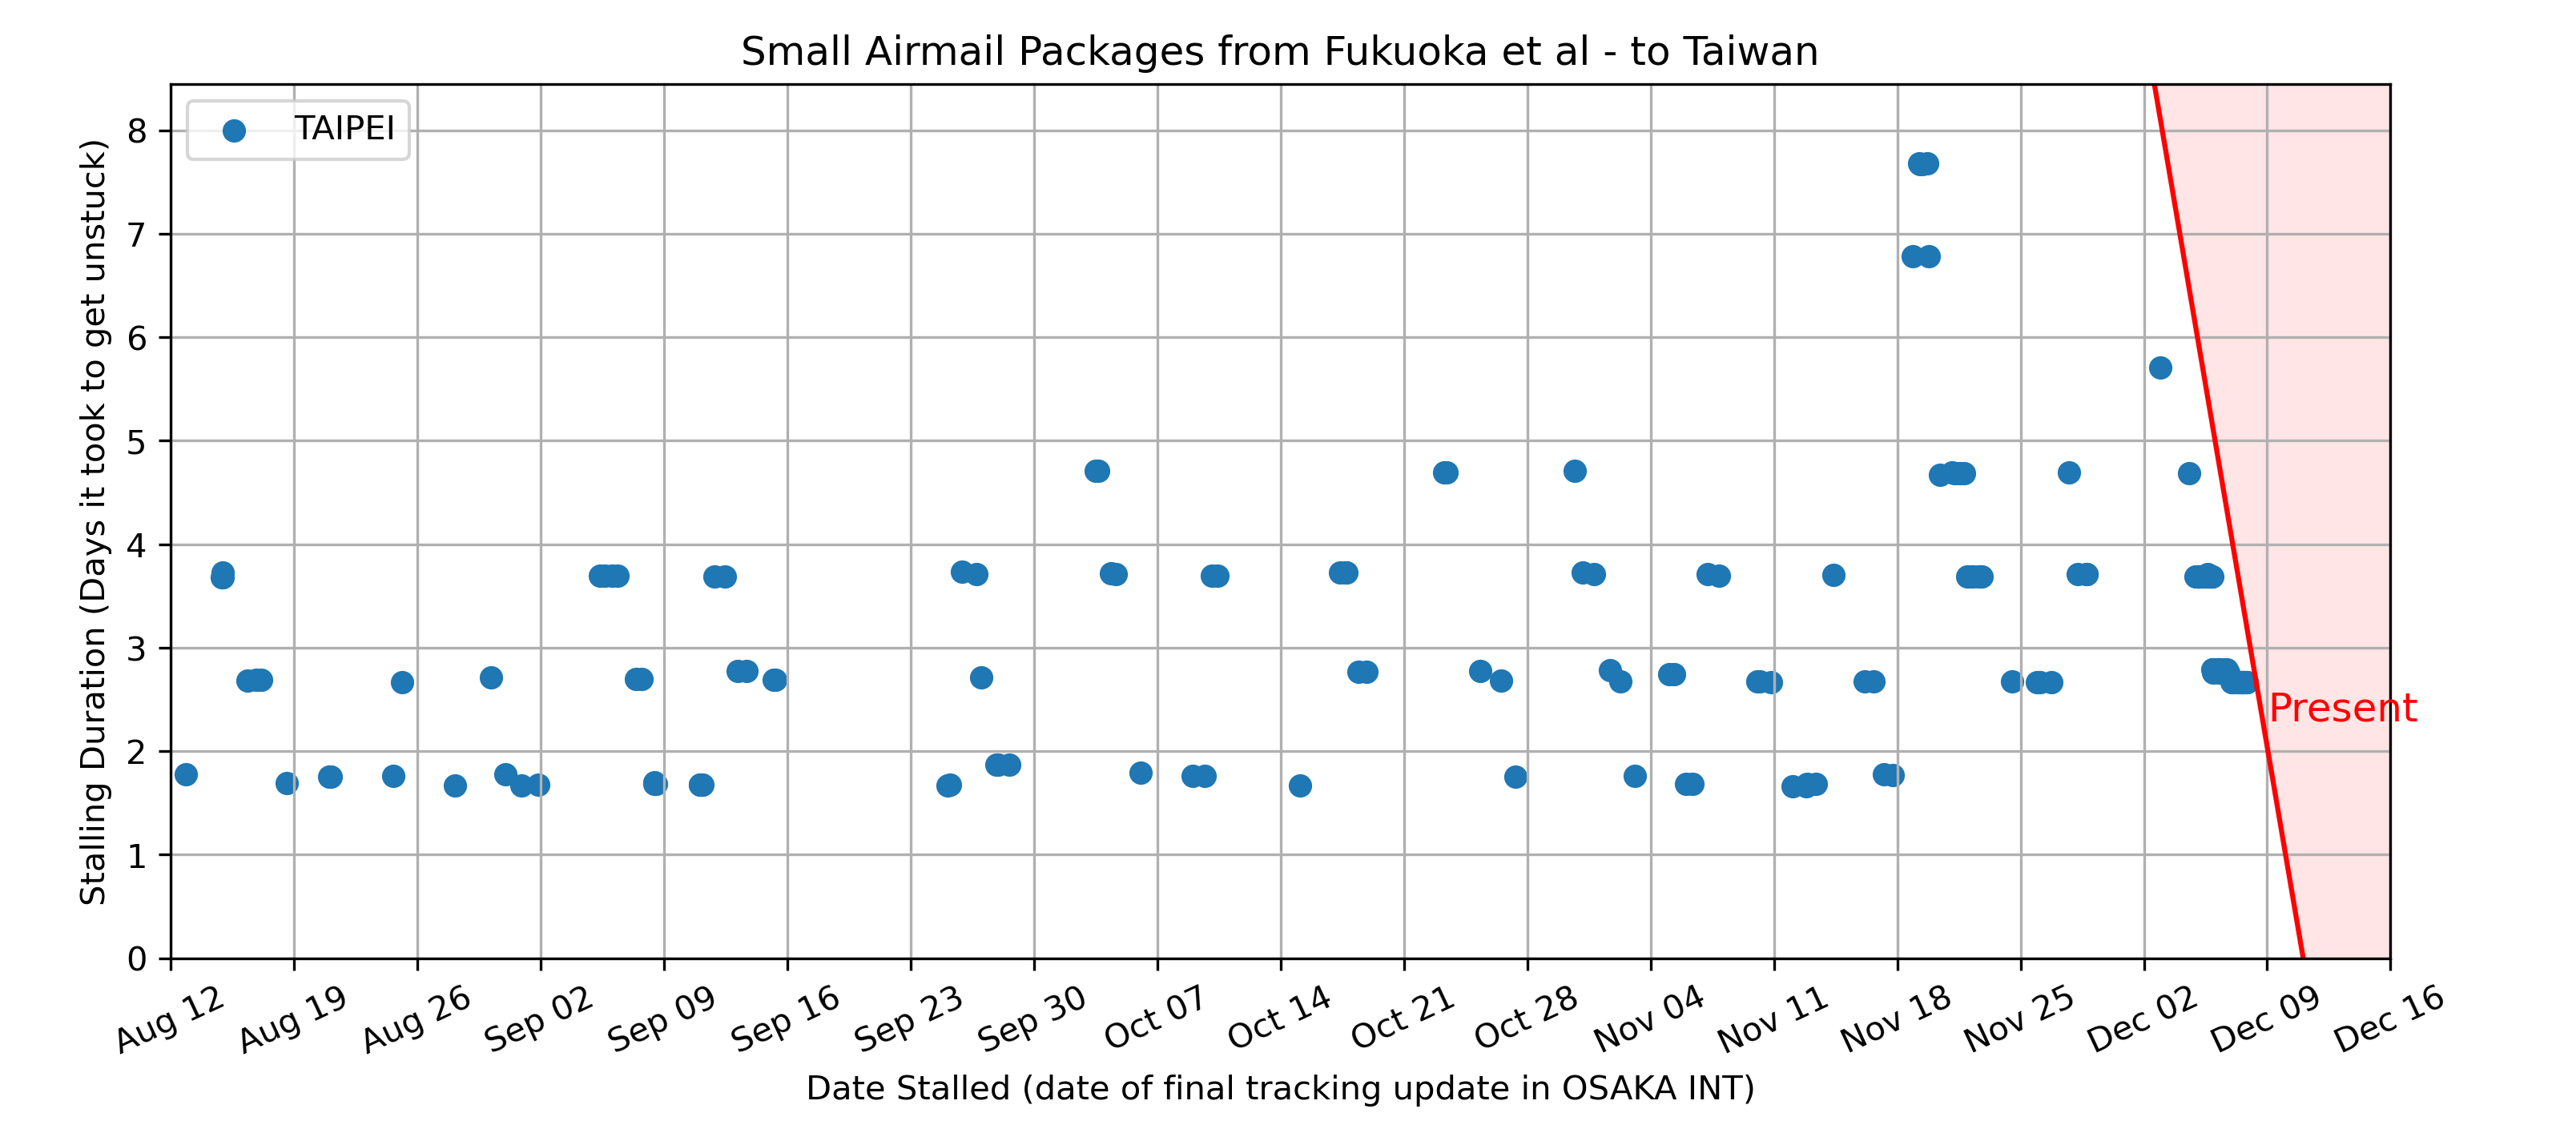 Small Airmail Packages from Fukuoka et al - to Taiwan
TAIPEI
Stalling Duration (Days it took to get unstuck)
8
7
6
5
4
3
2
1
0
Present
Aug 12
Aug 19
Aug 26
Sep 02
Sep 09
Sep 16
Sep 23
Sep 30
Oct 07
Oct 14
Oct 21
Oct 28
Nov 04
Nov 11
Nov 18
Nov 25
Dec 02
Dec 09
Dec 16
Date Stalled (date of final tracking update in OSAKA INT)